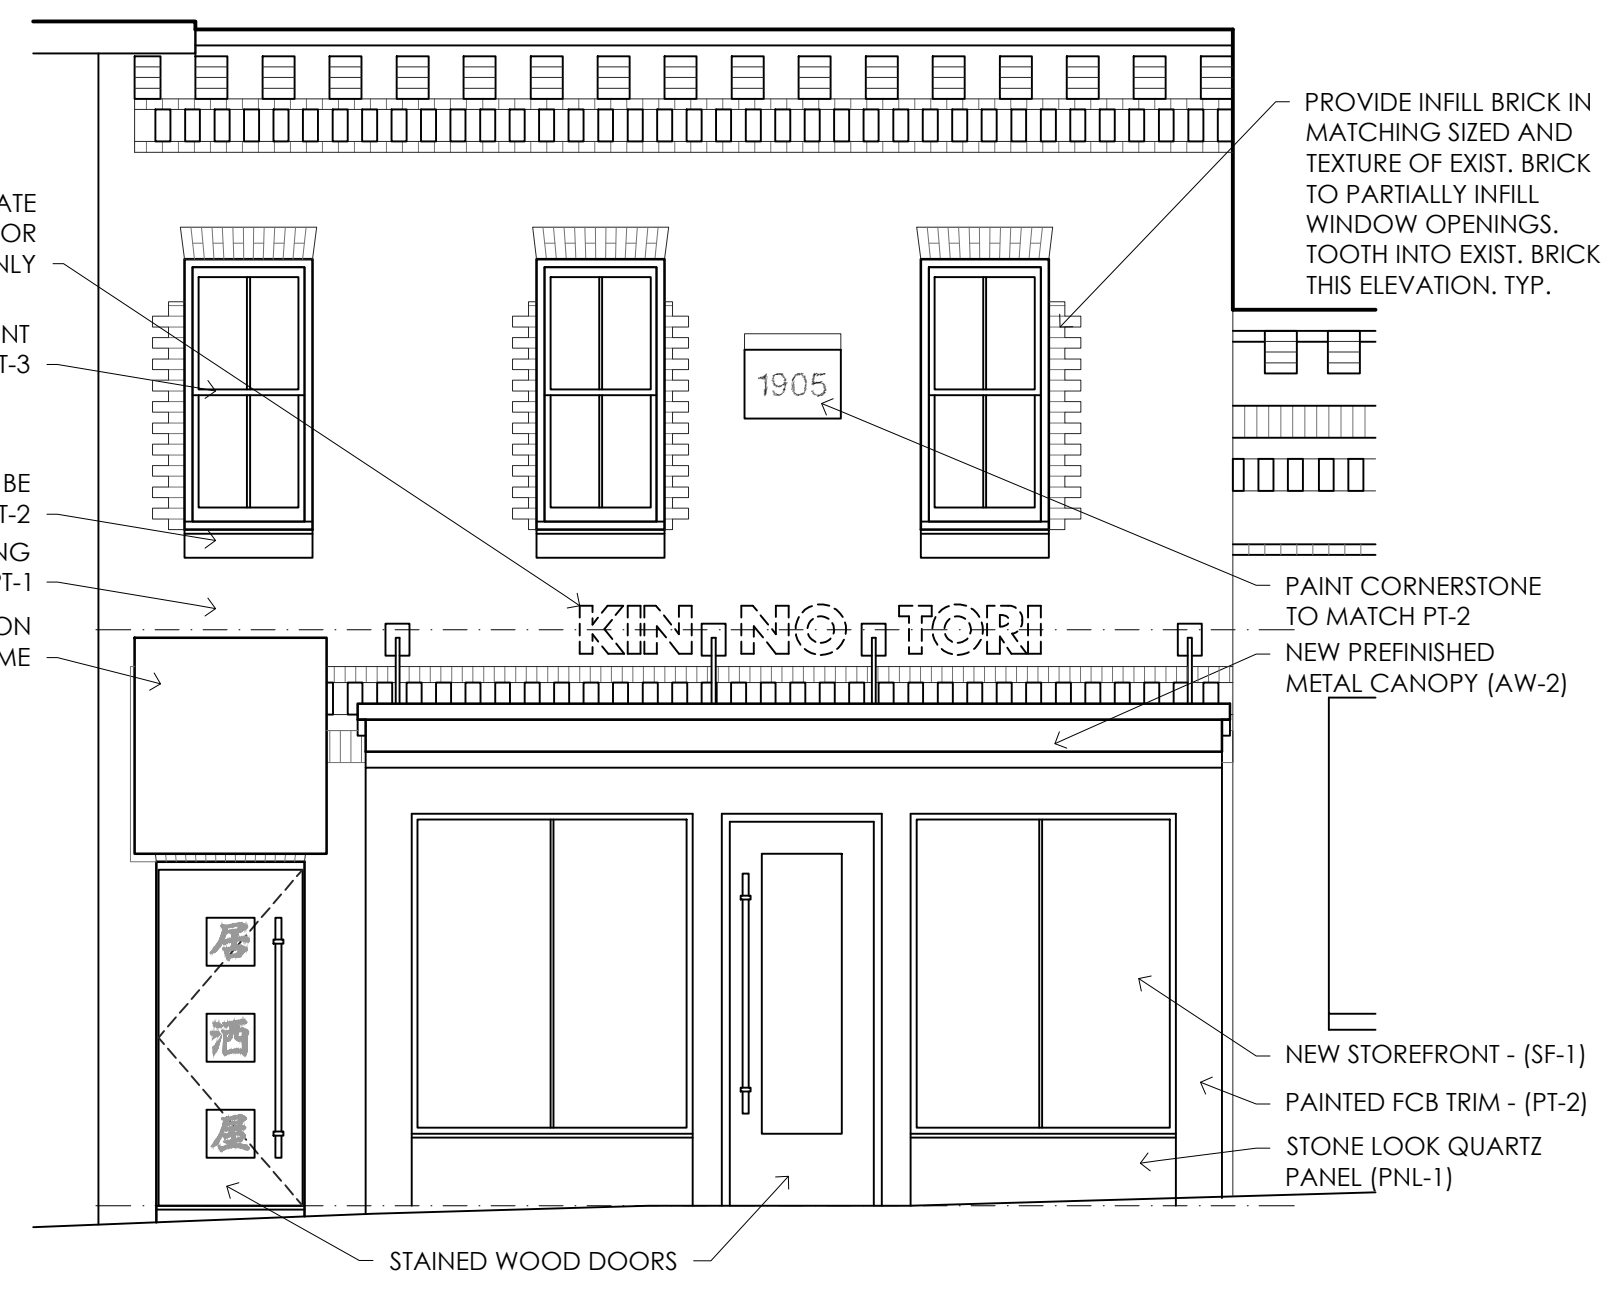 PROVIDE INFILL BRICK IN
MATCHING SIZED AND
TEXTURE OF EXIST. BRICK
TO PARTIALLY INFILL
WINDOW OPENINGS.
TOOTH INTO EXIST. BRICK
THIS ELEVATION. TYP.
ATE
OR
NLY
NT
T-3
BE
T-2
NG
PT-1
ON
ME
1905
KIN NO TORI
PAINT CORNERSTONE
TO MATCH PT-2
NEW PREFINISHED
METAL CANOPY (AW-2)
居
酒
屋
NEW STOREFRONT - (SF-1)
PAINTED FCB TRIM - (PT-2)
STONE LOOK QUARTZ
PANEL (PNL-1)
STAINED WOOD DOORS